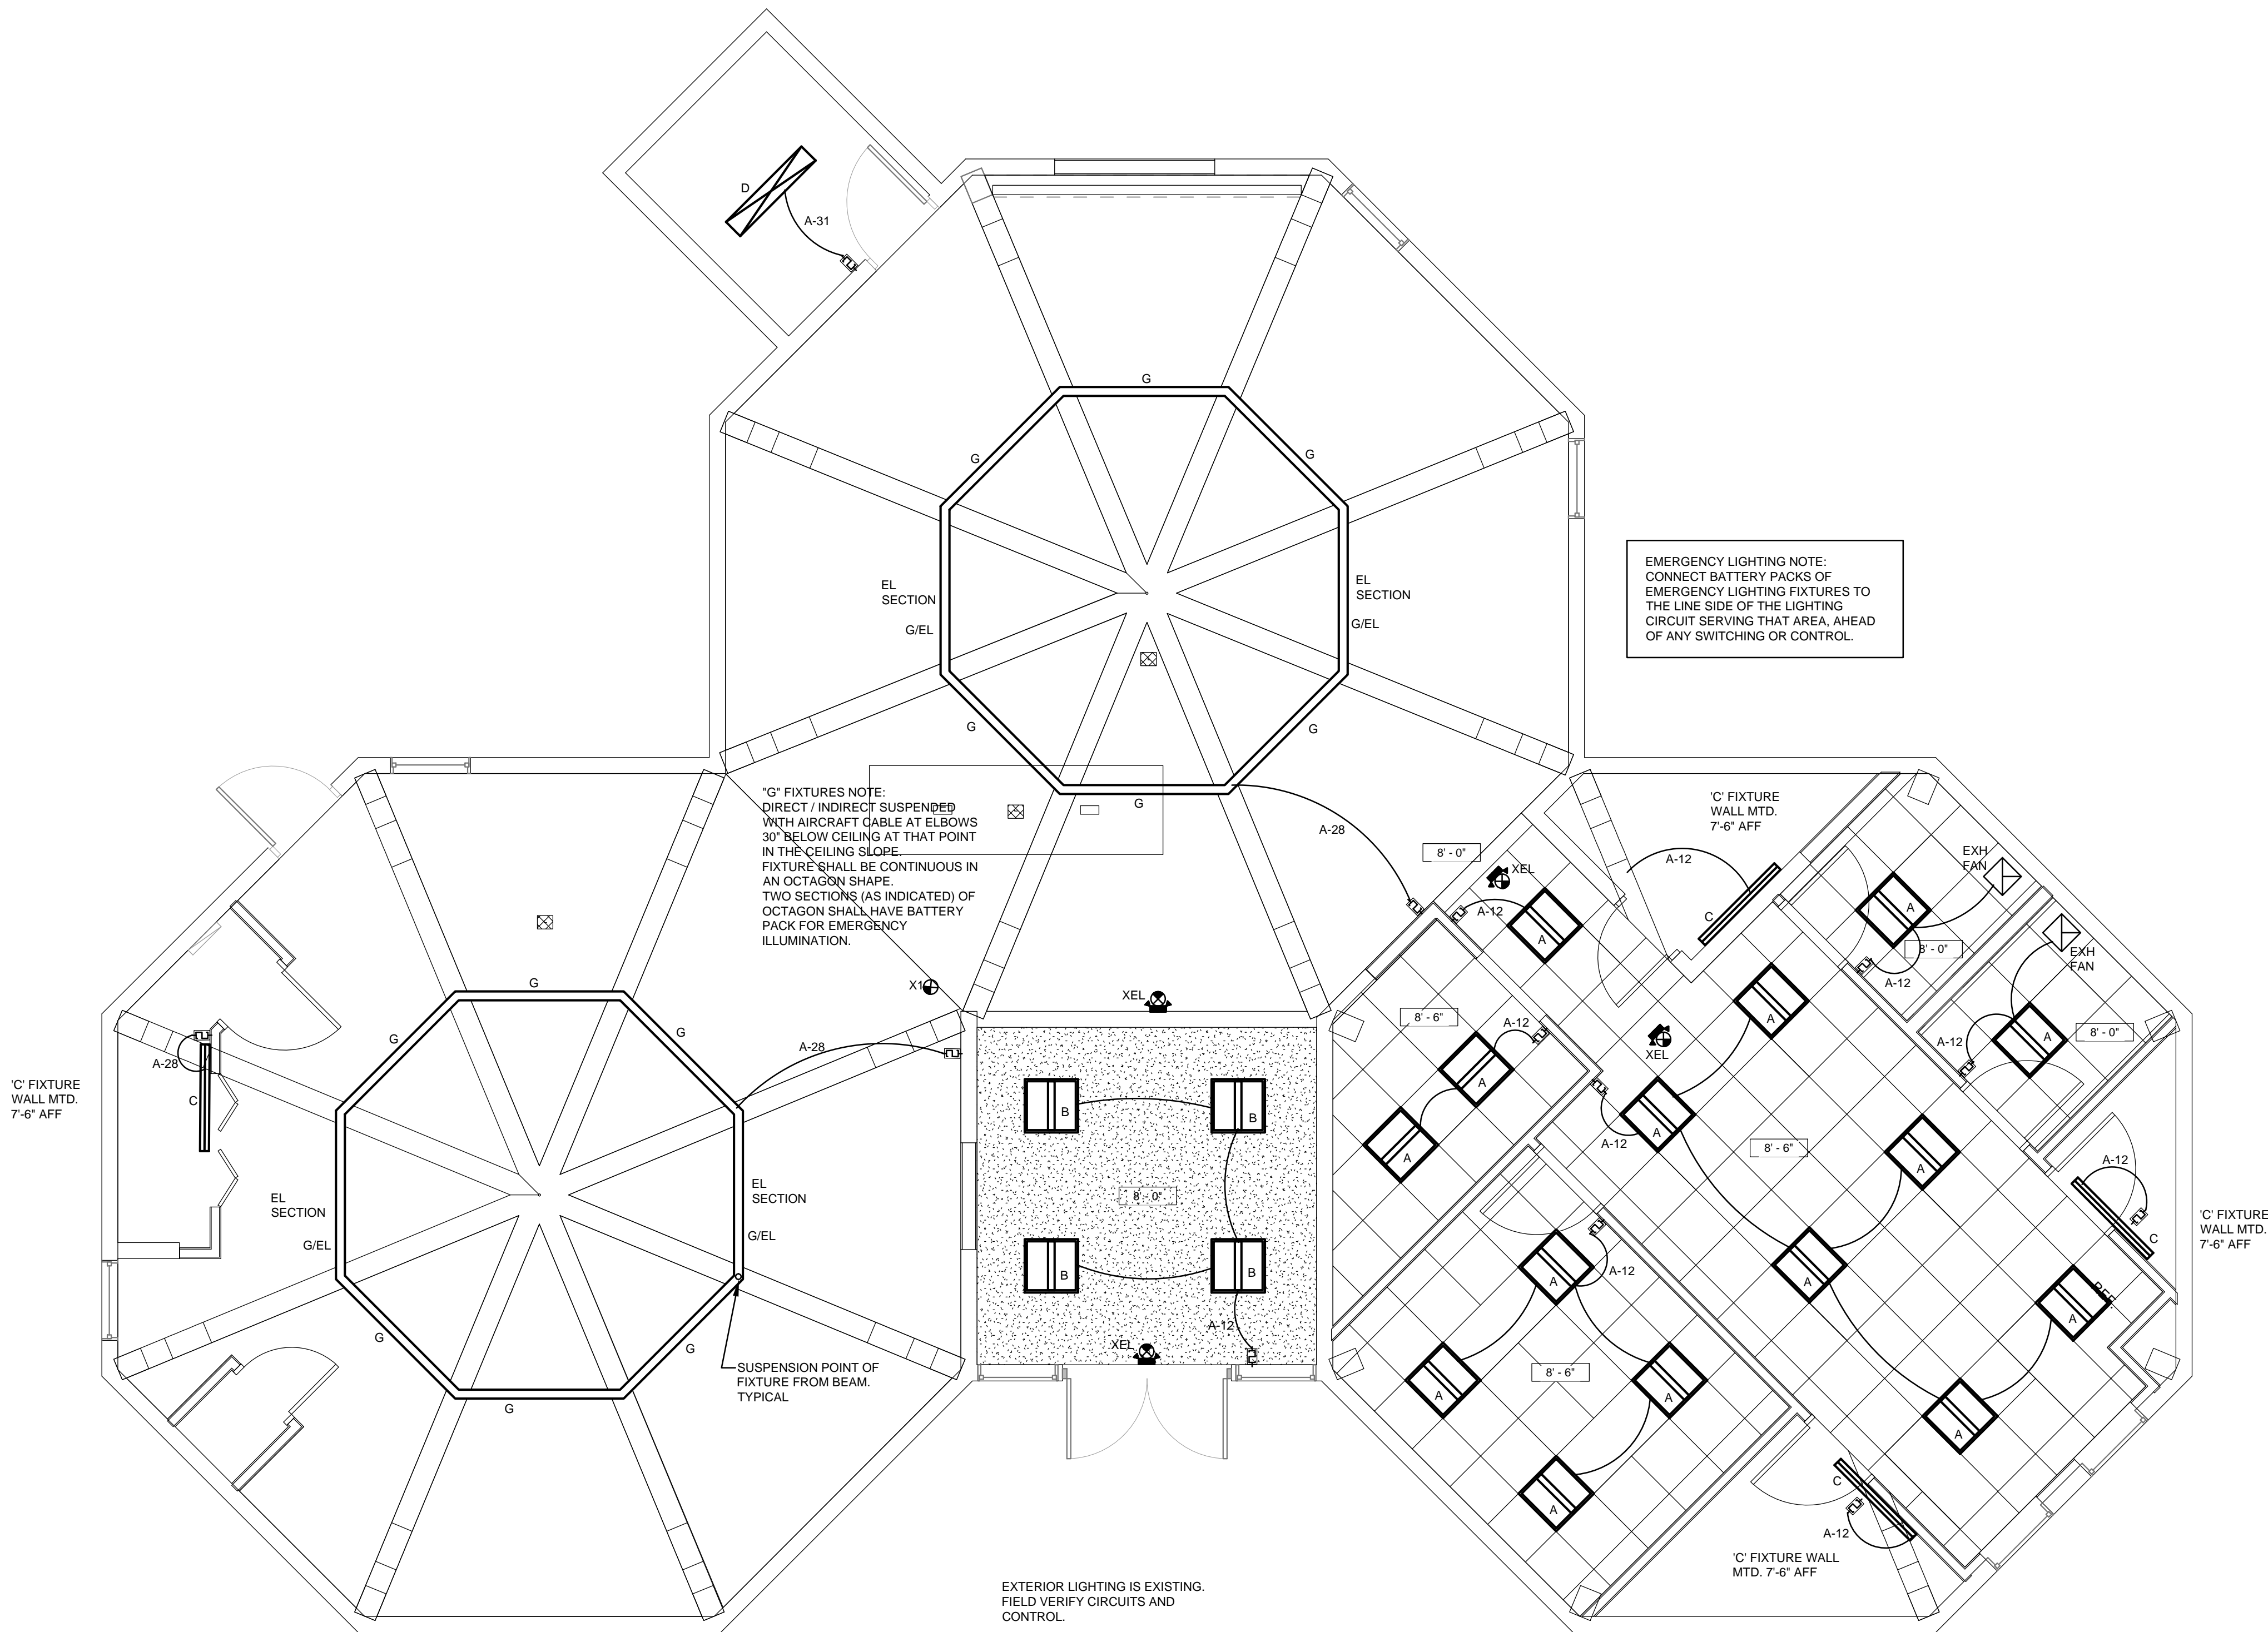 D
A-31
G
G
G
EL
SECTION
G/EL
EL
SECTION
G/EL
G
G
G
EMERGENCY LIGHTING NOTE:
CONNECT BATTERY PACKS OF
EMERGENCY LIGHTING FIXTURES TO
THE LINE SIDE OF THE LIGHTING
CIRCUIT SERVING THAT AREA, AHEAD
OF ANY SWITCHING OR CONTROL.
"G" FIXTURES NOTE:
DIRECT / INDIRECT SUSPENDED
WITH AIRCRAFT CABLE AT ELBOWS
30" BELOW CEILING AT THAT POINT
IN THE CEILING SLOPE.
FIXTURE SHALL BE CONTINUOUS IN
AN OCTAGON SHAPE.
TWO SECTIONS (AS INDICATED) OF
OCTAGON SHALL HAVE BATTERY
PACK FOR EMERGENCY
ILLUMINATION.
A-28
8' - 0"
XEL
A-12
A
'C' FIXTURE
WALL MTD.
7'-6" AFF
A-12
C
EXH
FAN
A
8' - 0"
A-12
EXH
FAN
A-12
A
8' - 0"
X1
XEL
G
G
G
A-28
A-28
C
'C' FIXTURE
WALL MTD.
7'-6" AFF
EL
SECTION
G/EL
EL
SECTION
G/EL
G
G
G
SUSPENSION POINT OF
FIXTURE FROM BEAM.
TYPICAL
B
B
8' - 0"
B
B
A-12
XEL
8' - 6"
A-12
A
A
XEL
A
A
A-12
8' - 6"
A
A
A
A
A-12
C
'C' FIXTURE
WALL MTD.
7'-6" AFF
A
A-12
A
A
8' - 6"
A
C
A-12
'C' FIXTURE WALL
MTD. 7'-6" AFF
EXTERIOR LIGHTING IS EXISTING.
FIELD VERIFY CIRCUITS AND
CONTROL.